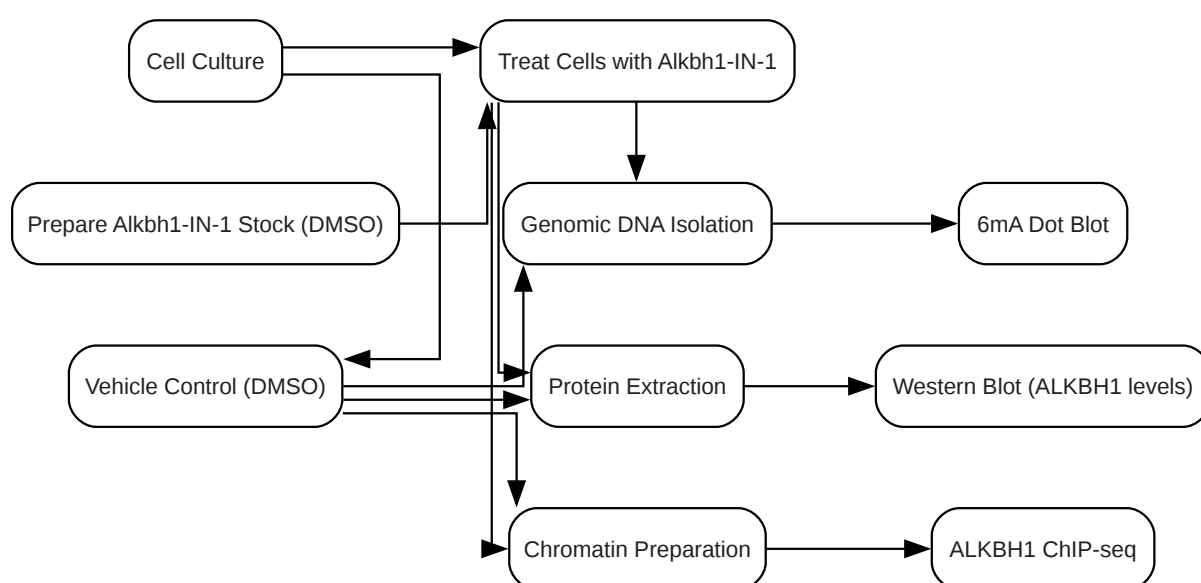 Cell Culture
Treat Cells with Alkbh1-IN-1
Prepare Alkbh1-IN-1 Stock (DMSO)
Genomic DNA Isolation
6mA Dot Blot
Vehicle Control (DMSO)
Protein Extraction
Western Blot (ALKBH1 levels)
Chromatin Preparation
ALKBH1 ChIP-seq